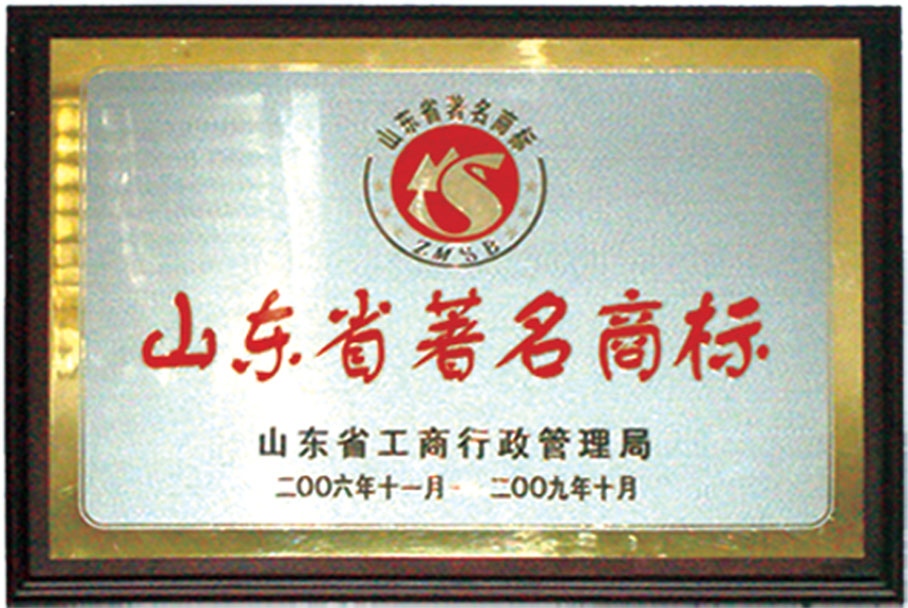 山东省著名商标
ZMSB
山东省著名商标
山东省工商行政管理局
二〇〇六年十一月 二〇〇九年十月